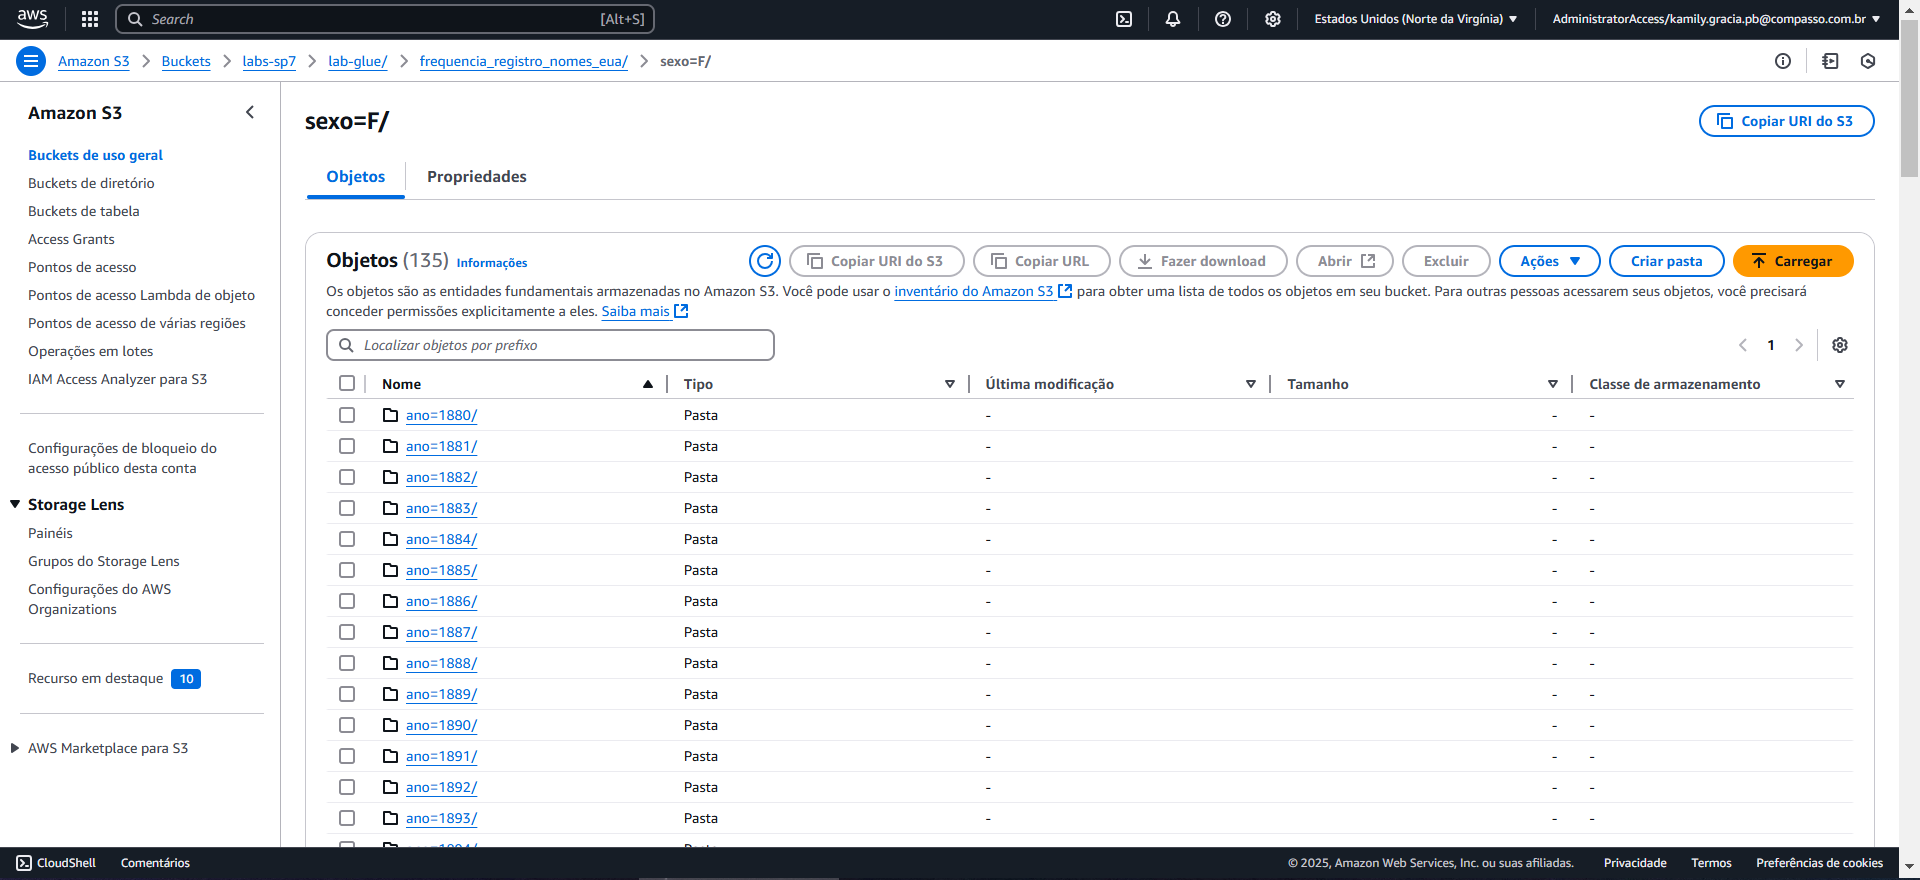 aws
Search [Alt+S]
Estados Unidos (Norte da Virgínia)
AdministratorAccess/kamily.gracia.pb@compasso.com.br
Amazon S3 > Buckets > labs-sp7 > lab-glue/ > frequencia_registro_nomes_eua/ > sexo=F/
Amazon S3
Buckets de uso geral
Buckets de diretório
Buckets de tabela
Access Grants
Pontos de acesso
Pontos de acesso Lambda de objeto
Pontos de acesso de várias regiões
Operações em lotes
IAM Access Analyzer para S3
Configurações de bloqueio do
acesso público desta conta
Storage Lens
Painéis
Grupos do Storage Lens
Configurações do AWS
Organizations
Recurso em destaque 10
AWS Marketplace para S3
sexo=F/
Copiar URI do S3
Objetos
Propriedades
Objetos (135) Informações
Copiar URI do S3
Copiar URL
Fazer download
Abrir
Excluir
Ações
Criar pasta
Carregar
Os objetos são as entidades fundamentais armazenadas no Amazon S3. Você pode usar o inventário do Amazon S3 para obter uma lista de todos os objetos em seu bucket. Para outras pessoas acessarem seus objetos, você precisará
conceder permissões explicitamente a eles. Saiba mais
Localizar objetos por prefixo
1
Nome Tipo Última modificação Tamanho Classe de armazenamento
ano=1880/ Pasta - - -
ano=1881/ Pasta - - -
ano=1882/ Pasta - - -
ano=1883/ Pasta - - -
ano=1884/ Pasta - - -
ano=1885/ Pasta - - -
ano=1886/ Pasta - - -
ano=1887/ Pasta - - -
ano=1888/ Pasta - - -
ano=1889/ Pasta - - -
ano=1890/ Pasta - - -
ano=1891/ Pasta - - -
ano=1892/ Pasta - - -
ano=1893/ Pasta - - -
CloudShell
Comentários
© 2025, Amazon Web Services, Inc. ou suas afiliadas.
Privacidade
Termos
Preferências de cookies